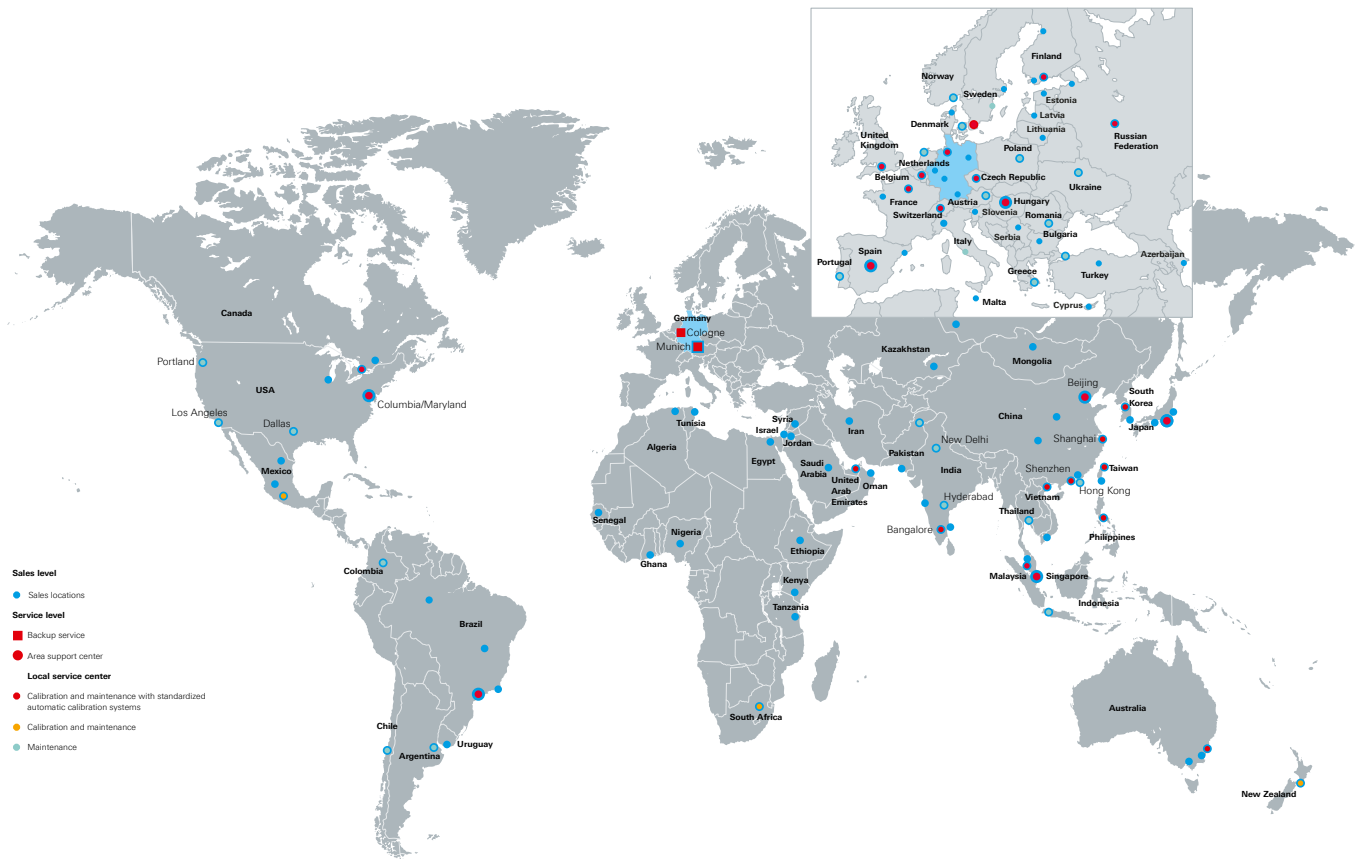 Finland
Norway
Sweden
Estonia
Latvia
Denmark
Lithuania
United
Kingdom
Russian
Federation
Poland
Netherlands
Belgium
Czech Republic
Ukraine
France
Austria
Hungary
Switzerland
Slovenia
Romania
Serbia
Bulgaria
Italy
Spain
Portugal
Greece
Turkey
Azerbaijan
Malta
Cyprus
Canada
Germany
Cologne
Munich
Portland
USA
Columbia/Maryland
Los Angeles
Dallas
Mexico
Kazakhstan
Mongolia
Beijing
South
Korea
China
Japan
Shanghai
Tunisia
Algeria
Syria
Israel
Jordan
Egypt
Iran
Saudi
Arabia
United
Arab
Emirates
Oman
Pakistan
New Delhi
India
Shenzhen
Taiwan
Hong Kong
Hyderabad
Vietnam
Thailand
Bangalore
Philippines
Senegal
Nigeria
Ghana
Ethiopia
Kenya
Tanzania
Malaysia
Singapore
Indonesia
Colombia
Brazil
Chile
Argentina
Uruguay
South Africa
Australia
New Zealand
Sales level
Sales locations
Service level
Backup service
Area support center
Local service center
Calibration and maintenance with standardized
automatic calibration systems
Calibration and maintenance
Maintenance